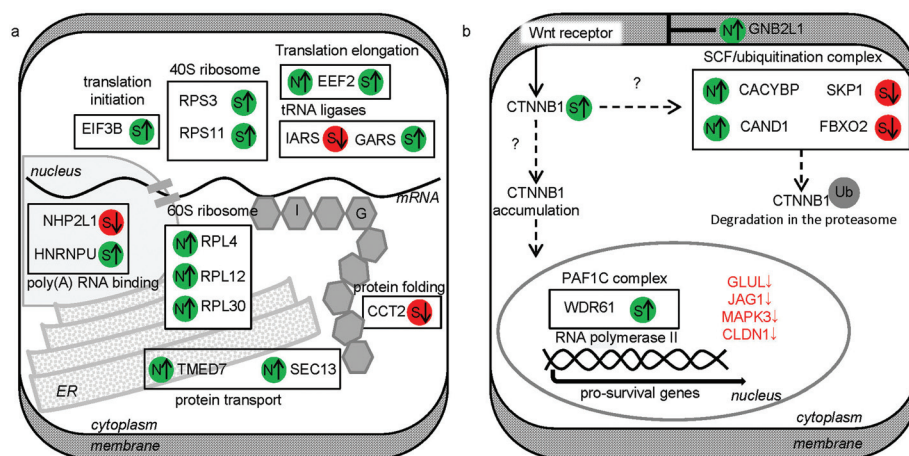 a
translation
initiation
EIF3B S↑
40S ribosome
RPS3 S↑
RPS11 S↑
Translation elongation
N↑ EEF2 S↑
tRNA ligases
IARS S↓ GARS S↑
nucleus
mRNA
NHP2L1 S↓
HNRNPU S↑
poly(A) RNA binding
60S ribosome
N↑ RPL4
N↑ RPL12
N↑ RPL30
I G
protein folding
CCT2 S↓
ER
N↑ TMED7 N↑ SEC13
protein transport
cytoplasm
membrane
b
Wnt receptor
N↑ GNB2L1
SCF/ubiquitination complex
N↑ CACYBP SKP1 S↓
N↑ CAND1 FBXO2 S↓
CTNNB1 S↑
?
?
CTNNB1
accumulation
CTNNB1 Ub
Degradation in the proteasome
PAF1C complex
WDR61 S↑
RNA polymerase II
GLUL↓
JAG1↓
MAPK3↓
CLDN1↓
pro-survival genes
nucleus
cytoplasm
membrane